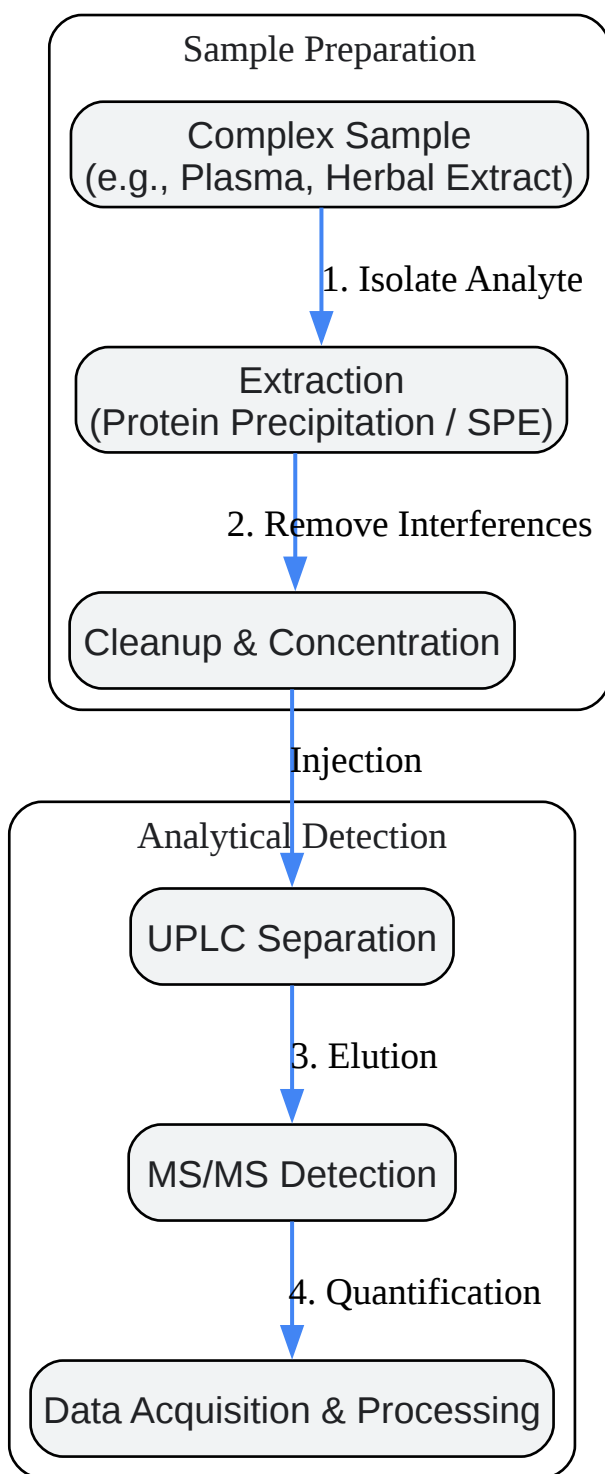 Sample Preparation
Complex Sample
(e.g., Plasma, Herbal Extract)
1. Isolate Analyte
Extraction
(Protein Precipitation / SPE)
2. Remove Interferences
Cleanup & Concentration
Injection
Analytical Detection
UPLC Separation
3. Elution
MS/MS Detection
4. Quantification
Data Acquisition & Processing